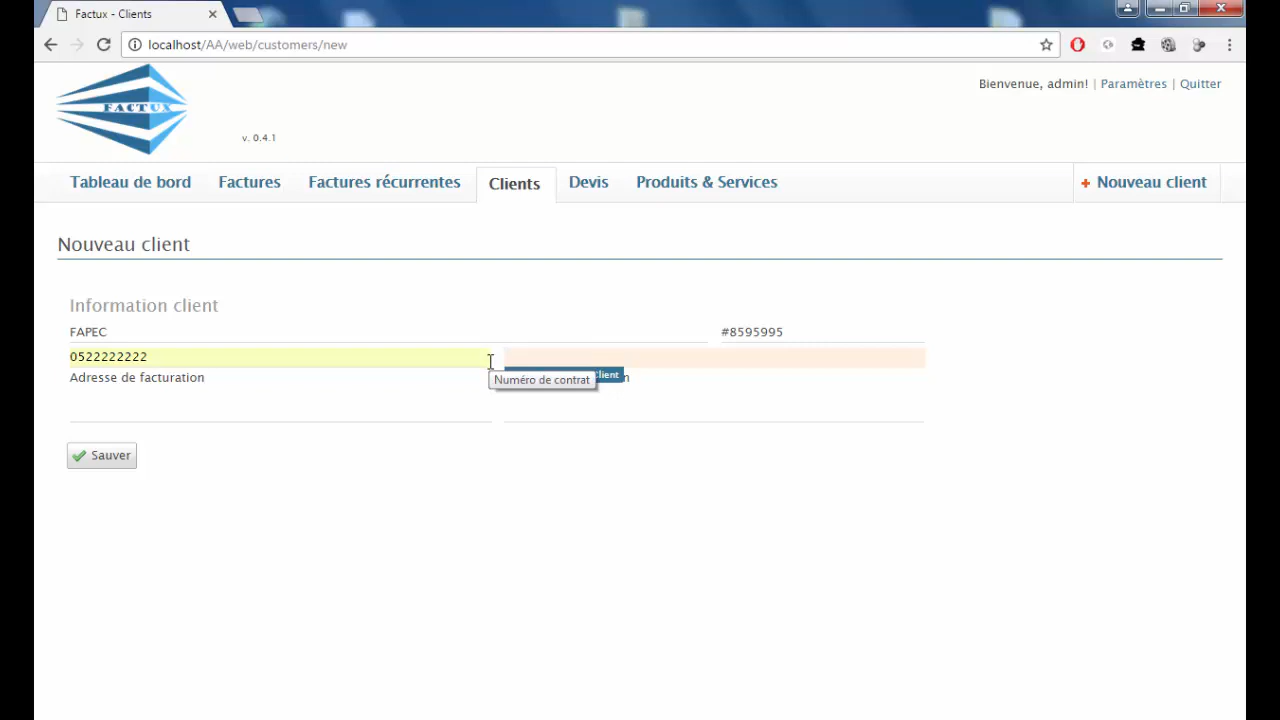 Factux - Clients
localhost/AA/web/customers/new
FACTUX
v. 0.4.1
Bienvenue, admin! | Paramètres | Quitter
Tableau de bord Factures Factures récurrentes Clients Devis Produits & Services + Nouveau client
Nouveau client
Information client
FAPEC #8595995
0522222222
Numéro de contrat
Adresse de facturation
Sauver